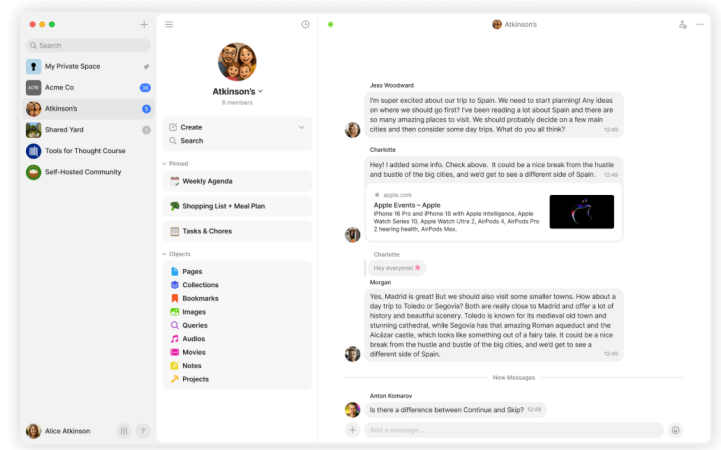 Search
My Private Space
Acme Co
Atkinson's
Shared Yard
Tools for Thought Course
Self-Hosted Community
Alice Atkinson
?
Atkinson's
8 members
Create
Search
Pinned
Weekly Agenda
Shopping List + Meal Plan
Tasks & Chores
Objects
Pages
Collections
Bookmarks
Images
Queries
Audios
Movies
Notes
Projects
Atkinson's
Jess Woodward
I'm super excited about our trip to Spain. We need to start planning! Any ideas
on where we should go first? I've been reading a lot about Spain and there are
so many amazing places to visit. We should probably decide on a few main
cities and then consider some day trips. What do you all think? 12:49
Charlotte
Hey! I added some info. Check above. It could be a nice break from the hustle
and bustle of the big cities, and we'd get to see a different side of Spain. 12:49
apple.com
Apple Events – Apple
iPhone 16 Pro and iPhone 16 with Apple Intelligence, Apple
Watch Series 10, Apple Watch Ultra 2, AirPods 4, AirPods Pro
2 hearing health, AirPods Max.
Charlotte
Hey everyone!
Morgan
Yes, Madrid is great! But we should also visit some smaller towns. How about a
day trip to Toledo or Segovia? Both are really close to Madrid and offer a lot of
history and beautiful scenery. Toledo is known for its medieval old town and
stunning cathedral, while Segovia has that amazing Roman aqueduct and the
Alcázar castle, which looks like something out of a fairy tale. It could be a nice
break from the hustle and bustle of the big cities, and we'd get to see a
different side of Spain. 12:49
New Messages
Anton Komarov
Is there a difference between Continue and Skip? 12:49
Add a message...